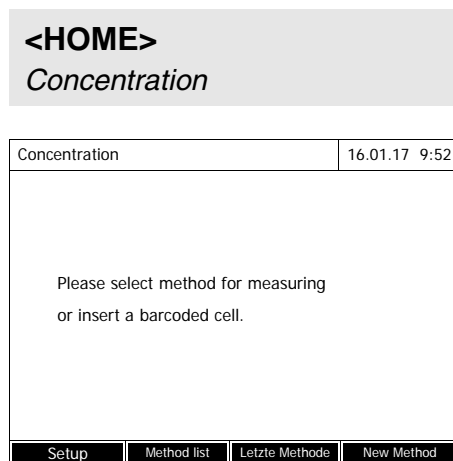 <HOME>
Concentration
Concentration 16.01.17 9:52
Please select method for measuring
or insert a barcoded cell.
Setup Method list Letzte Methode New Method